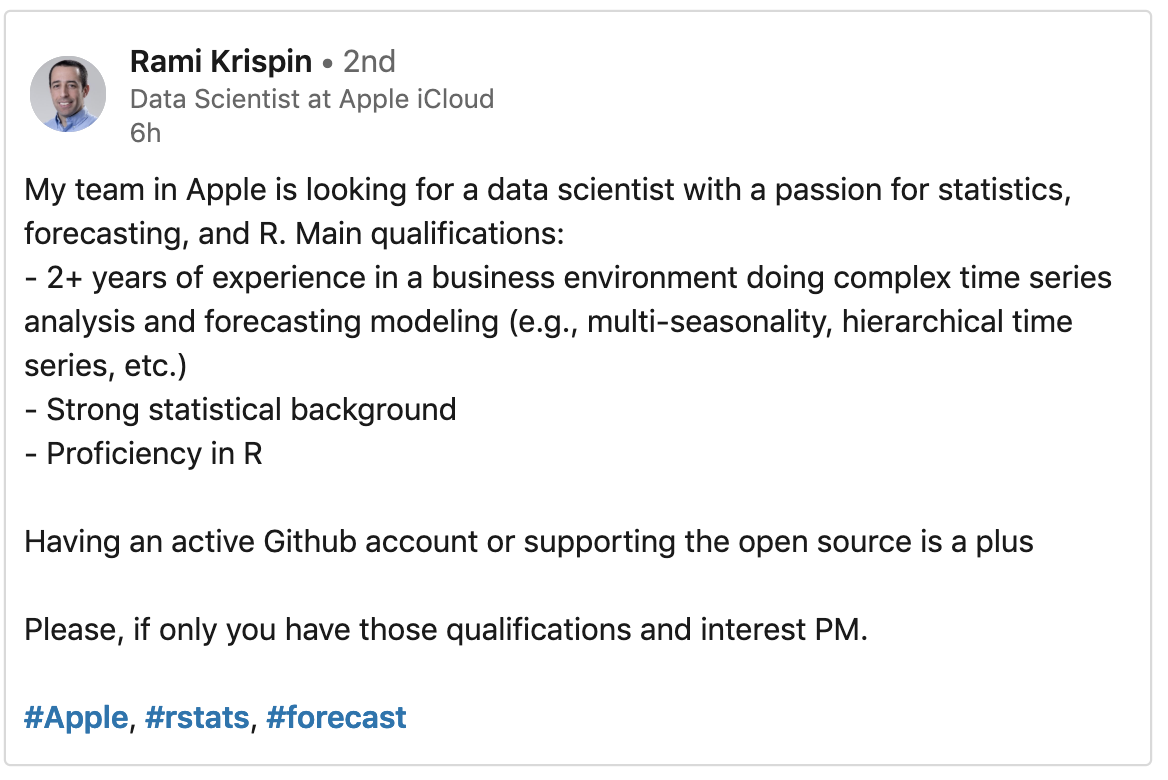 Rami Krispin • 2nd
Data Scientist at Apple iCloud
6h
My team in Apple is looking for a data scientist with a passion for statistics,
forecasting, and R. Main qualifications:
- 2+ years of experience in a business environment doing complex time series
analysis and forecasting modeling (e.g., multi-seasonality, hierarchical time
series, etc.)
- Strong statistical background
- Proficiency in R
Having an active Github account or supporting the open source is a plus
Please, if only you have those qualifications and interest PM.
#Apple, #rstats, #forecast